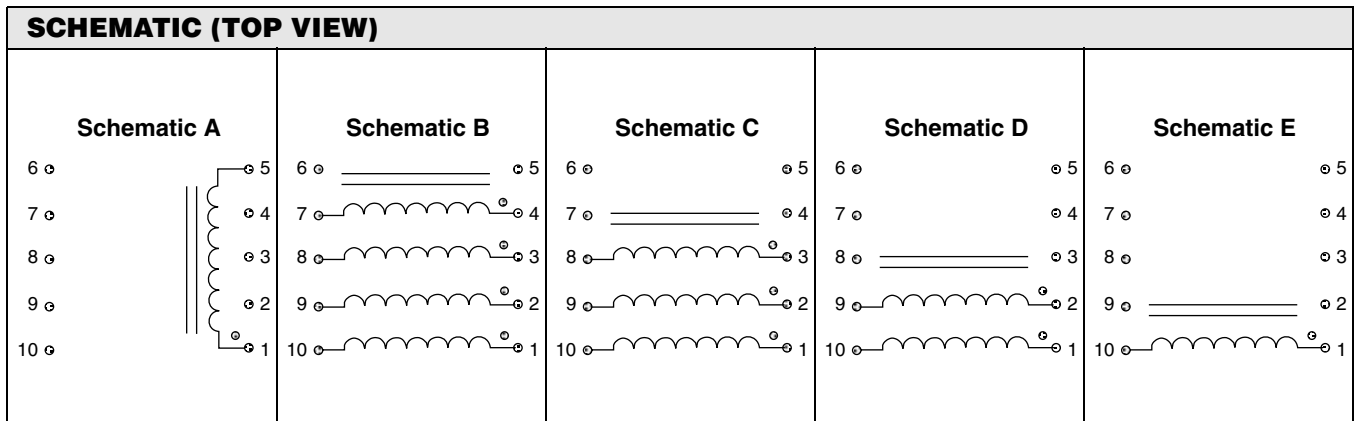 SCHEMATIC (TOP VIEW)
Schematic A Schematic B Schematic C Schematic D Schematic E
6 5 6 5 6 5 6 5 6 5
7 4 7 4 7 4 7 4 7 4
8 3 8 3 8 3 8 3 8 3
9 2 9 2 9 2 9 2 9 2
10 1 10 1 10 1 10 1 10 1